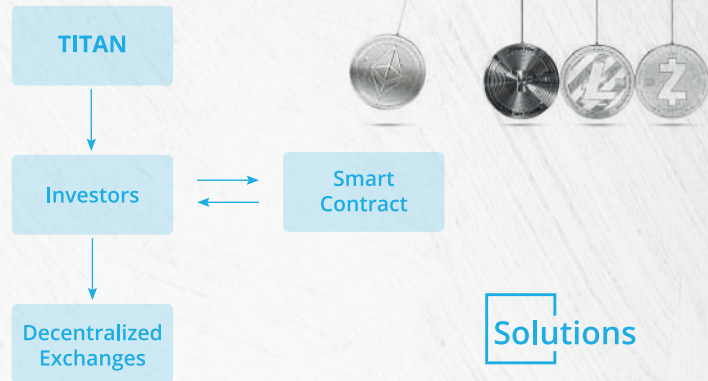 TITAN
Investors
Smart
Contract
Decentralized
Exchanges
Solutions